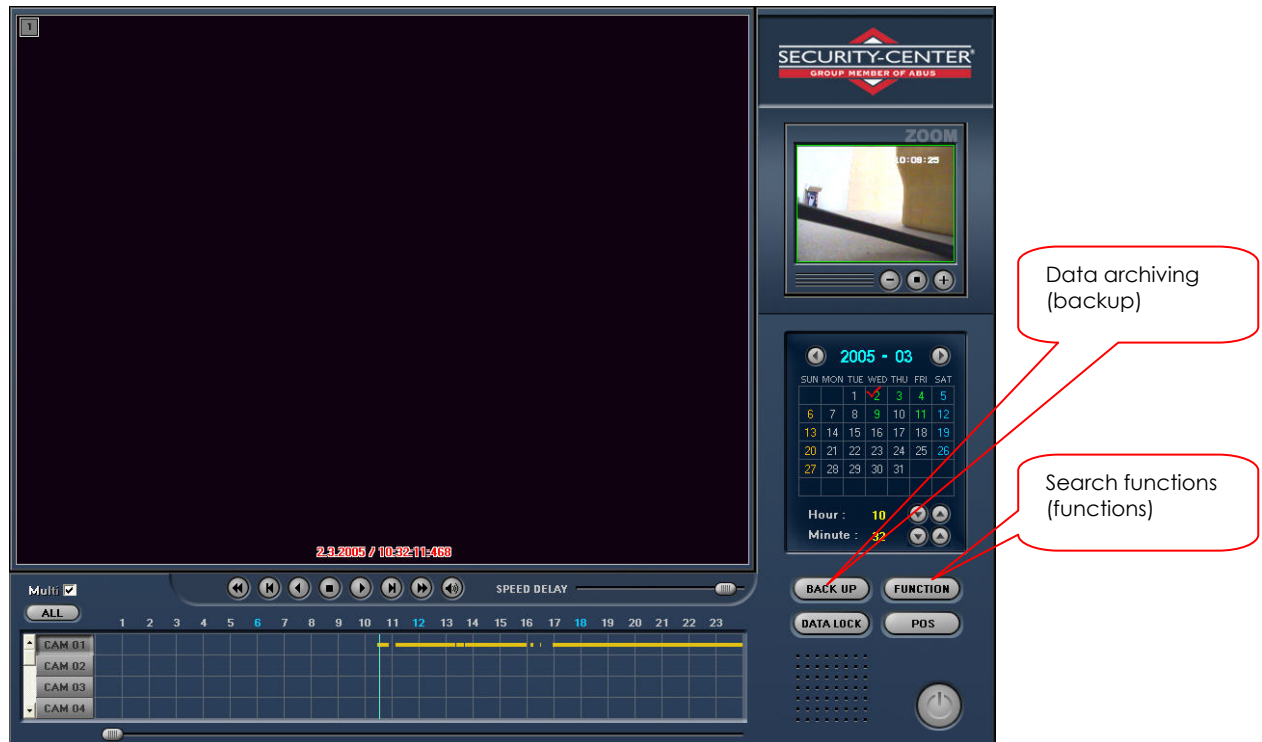 1
SECURITY-CENTER®
GROUP MEMBER OF ABUS
ZOOM
10:09:25
Data archiving
(backup)
2005 - 03
SUN MON TUE WED THU FRI SAT
1 2 3 4 5
6 7 8 9 10 11 12
13 14 15 16 17 18 19
20 21 22 23 24 25 26
27 28 29 30 31
Search functions
(functions)
Hour : 10
Minute : 32
2.3.2005 / 10:32:11:468
Multi
SPEED DELAY
BACK UP FUNCTION
ALL
DATA LOCK POS
1 2 3 4 5 6 7 8 9 10 11 12 13 14 15 16 17 18 19 20 21 22 23
CAM 01
CAM 02
CAM 03
CAM 04